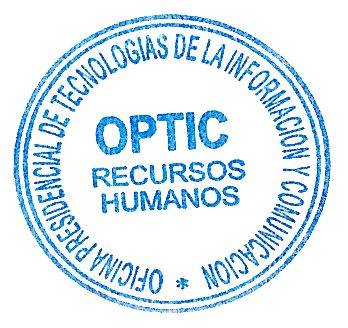 OFICINA PRESIDENCIAL DE TECNOLOGIAS DE LA INFORMACION Y COMUNICACION *
OPTIC
RECURSOS
HUMANOS